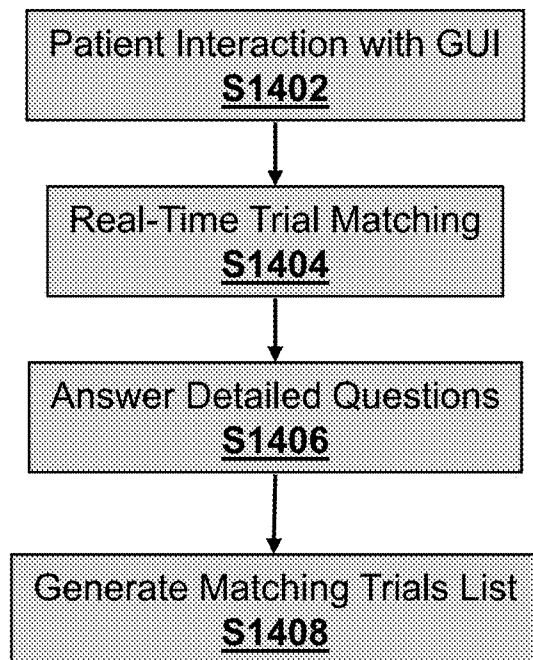 Patient Interaction with GUI
S1402
Real-Time Trial Matching
S1404
Answer Detailed Questions
S1406
Generate Matching Trials List
S1408